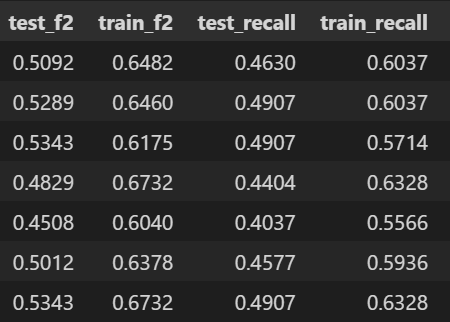 test_f2 train_f2 test_recall train_recall
0.5092 0.6482 0.4630 0.6037
0.5289 0.6460 0.4907 0.6037
0.5343 0.6175 0.4907 0.5714
0.4829 0.6732 0.4404 0.6328
0.4508 0.6040 0.4037 0.5566
0.5012 0.6378 0.4577 0.5936
0.5343 0.6732 0.4907 0.6328